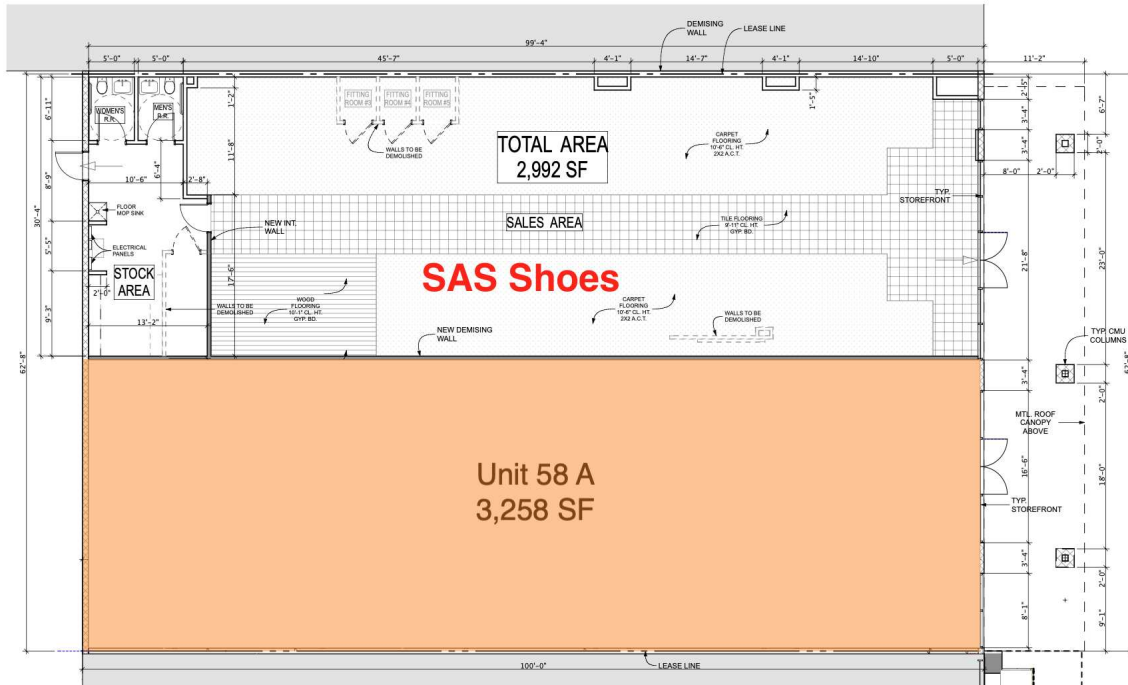 DEMISING
WALL
LEASE LINE
99'-4"
5'-0"
5'-0"
45'-7"
4'-1"
14'-7"
4'-1"
14'-10"
5'-0"
11'-2"
6'-11"
WOMEN'S
R.R.
MEN'S
R.R.
1'-2"
FITTING
ROOM #3
FITTING
ROOM #4
FITTING
ROOM #5
WALLS TO BE
DEMOLISHED
TOTAL AREA
2,992 SF
1'-5"
CARPET
FLOORING
10'-6" CL. HT.
2X2 A.C.T.
2'-5"
3'-4"
3'-4"
6'-7"
2'-0"
8'-0"
2'-0"
11'-8"
6'-4"
10'-6"
2'-8"
8'-9"
30'-4"
FLOOR
MOP SINK
NEW INT.
WALL
SALES AREA
TILE FLOORING
9'-11" CL. HT.
GYP. BD.
TYP.
STOREFRONT
ELECTRICAL
PANELS
5'-5"
STOCK
AREA
2'-0"
17'-6"
SAS Shoes
21'-8"
23'-0"
WALLS TO BE
DEMOLISHED
WOOD
FLOORING
10'-1" CL. HT.
GYP. BD.
CARPET
FLOORING
10'-6" CL. HT.
2X2 A.C.T.
WALLS TO BE
DEMOLISHED
13'-2"
9'-3"
NEW DEMISING
WALL
TYP. CMU
COLUMNS
62'-8"
62'-8"
3'-4"
2'-0"
MTL. ROOF
CANOPY
ABOVE
Unit 58 A
3,258 SF
16'-6"
18'-0"
TYP.
STOREFRONT
3'-4"
2'-0"
8'-1"
9'-1"
100'-0"
LEASE LINE